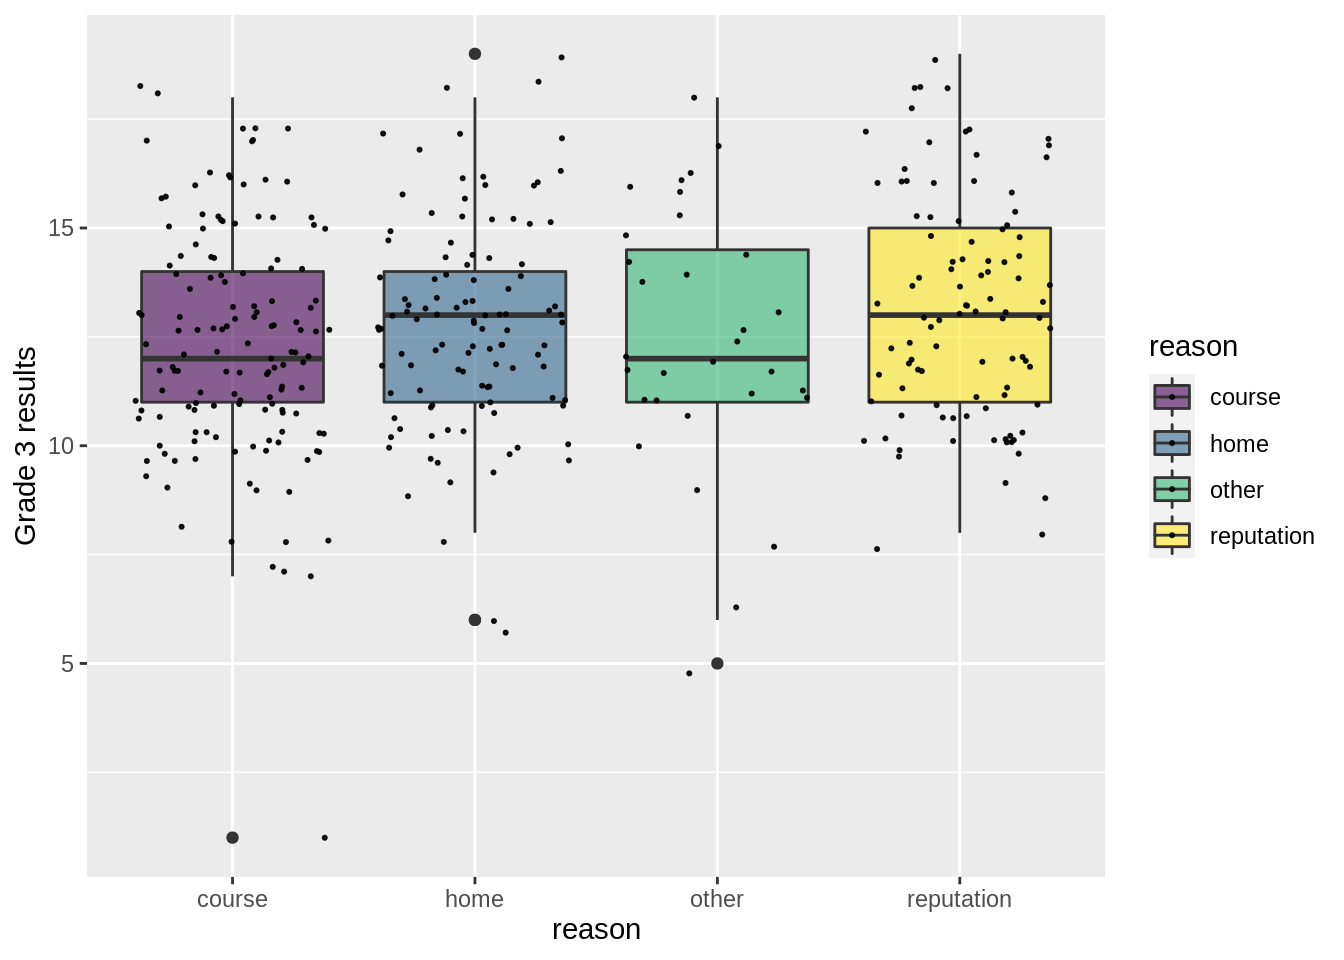 Grade 3 results
15
10
5
course
home
other
reputation
reason
reason
course
home
other
reputation